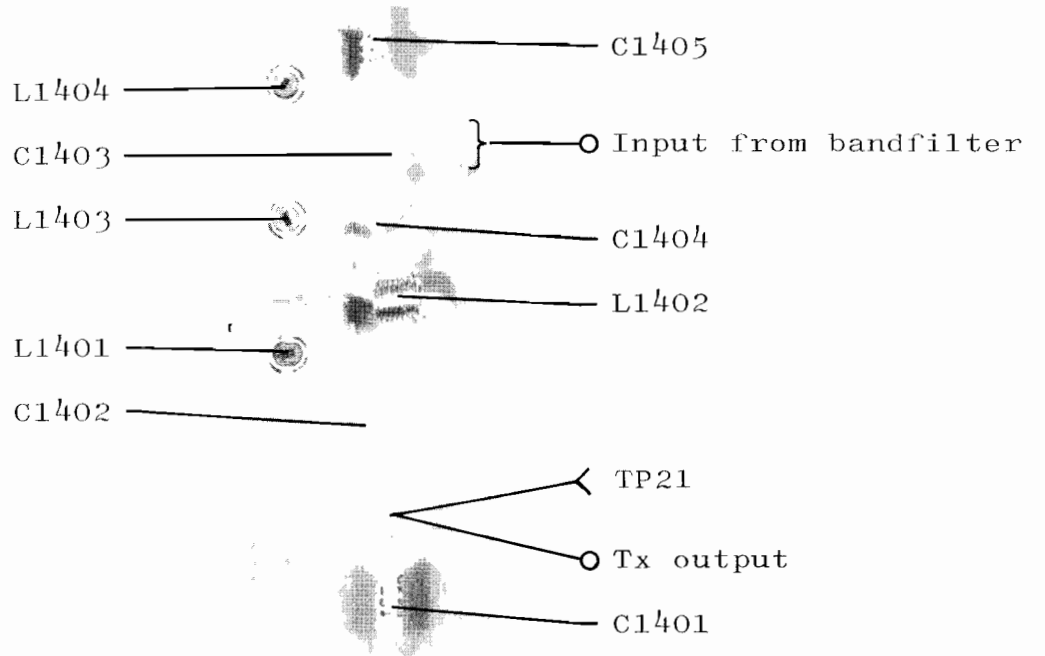 C1405
L1404
Input from bandfilter
C1403
L1403
C1404
L1402
L1401
C1402
TP21
Tx output
C1401